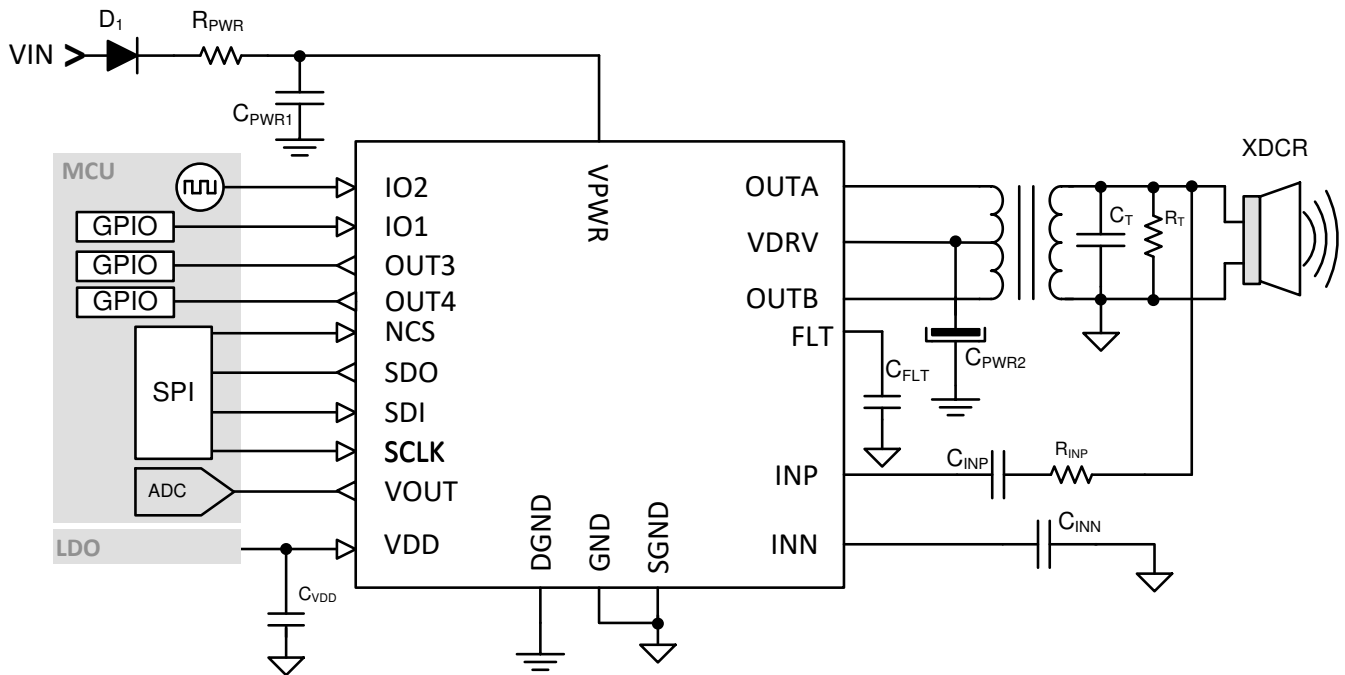 D1
RPWR
VIN
CPWR1
MCU
XDCR
IO2
VPWR
OUTA
GPIO
IO1
CT
RT
GPIO
OUT3
VDRV
GPIO
OUT4
OUTB
NCS
FLT
CPWR2
CFLT
SPI
SDO
SDI
SCLK
CINP
RINP
ADC
VOUT
INP
CINN
LDO
VDD
DGND
GND
SGND
INN
CVDD